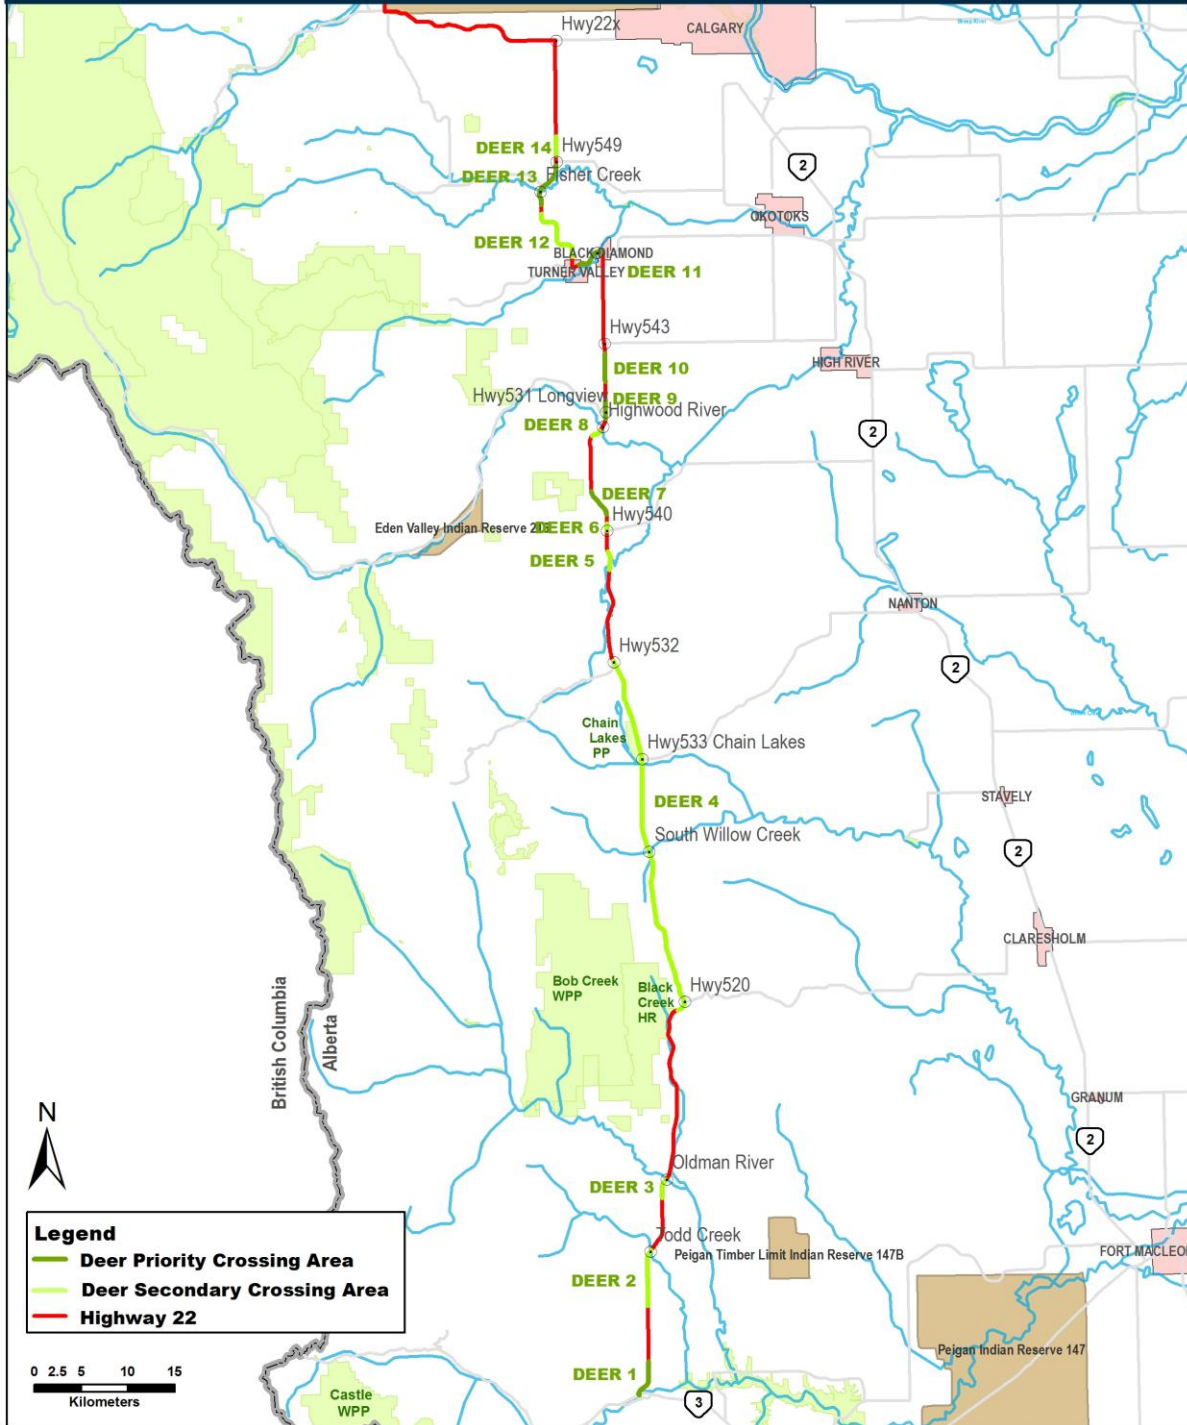 Hwy22x
CALGARY
DEER 14
Hwy549
DEER 13
Fisher Creek
2
OKOTOKS
DEER 12
BLACK DIAMOND
TURNER VALLEY
DEER 11
Hwy543
HIGH RIVER
DEER 10
Hwy531 Longview
DEER 9
Highwood River
DEER 8
2
DEER 7
Hwy540
Eden Valley Indian Reserve 216
DEER 6
DEER 5
NANTON
Hwy532
2
Chain
Lakes
PP
Hwy533 Chain Lakes
DEER 4
STAVELY
South Willow Creek
2
CLARESHOLM
Bob Creek
WPP
Black
Creek
HR
Hwy520
British Columbia
Alberta
GRANUM
2
N
Oldman River
DEER 3
Todd Creek
Peigan Timber Limit Indian Reserve 147B
FORT MACLEO
DEER 2
Legend
Deer Priority Crossing Area
Deer Secondary Crossing Area
Highway 22
Peigan Indian Reserve 147
DEER 1
0 2.5 5 10 15
Kilometers
Castle
WPP
3